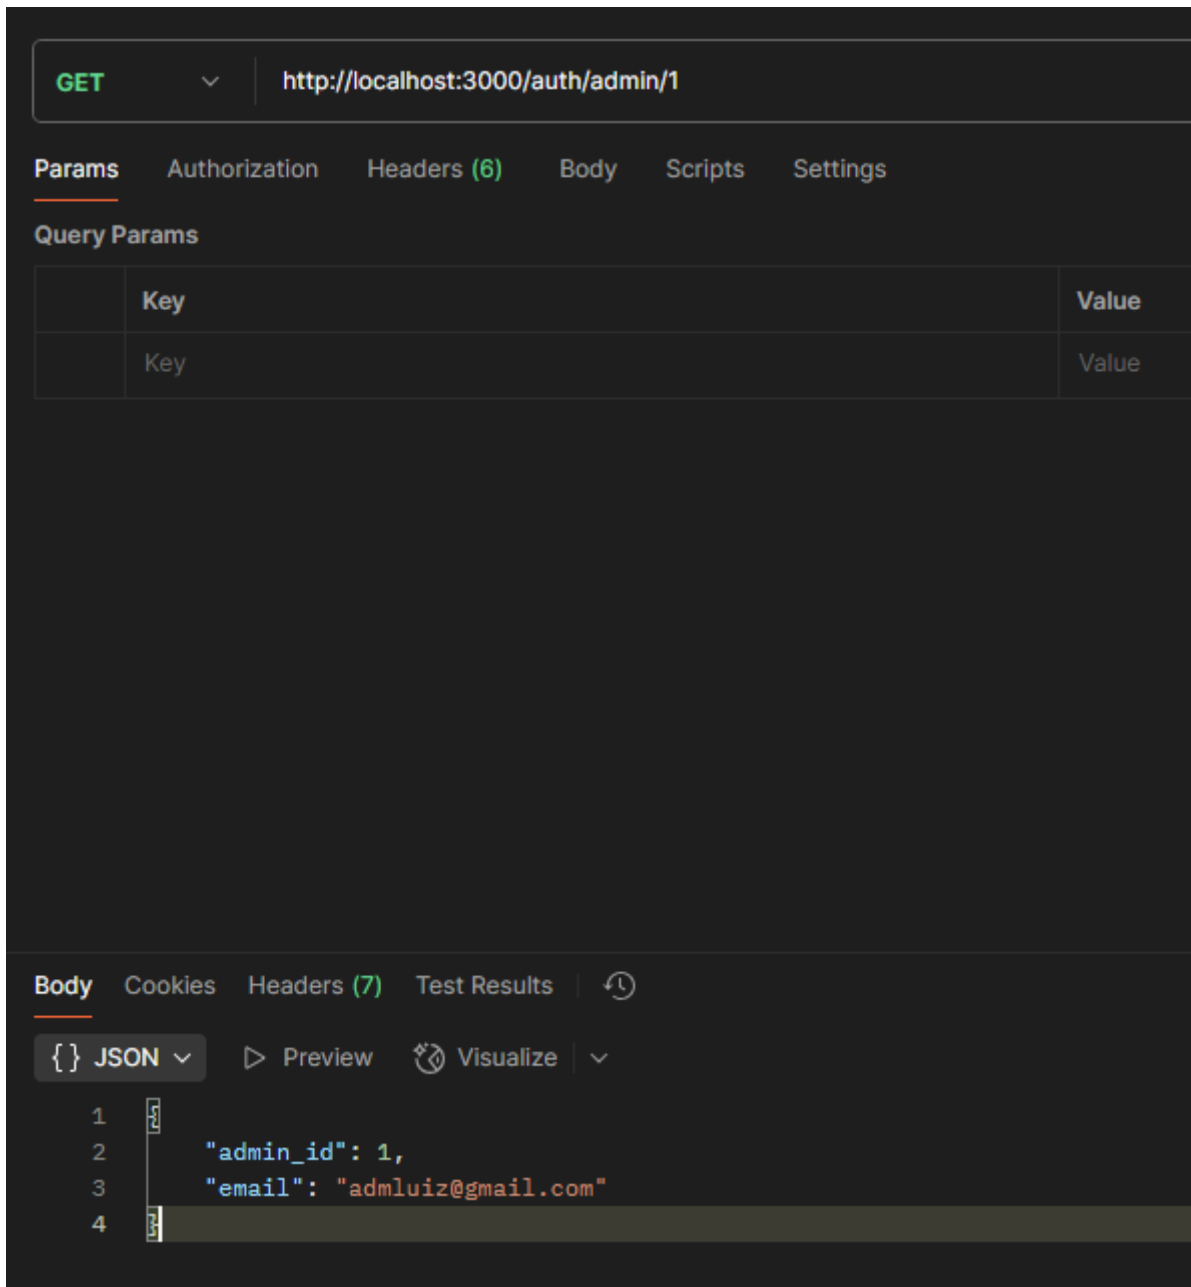 GET http://localhost:3000/auth/admin/1
Params Authorization Headers (6) Body Scripts Settings
Query Params
Key Value
Key Value
Body Cookies Headers (7) Test Results
{} JSON Preview Visualize
1 {
2 "admin_id": 1,
3 "email": "admluiz@gmail.com"
4 }